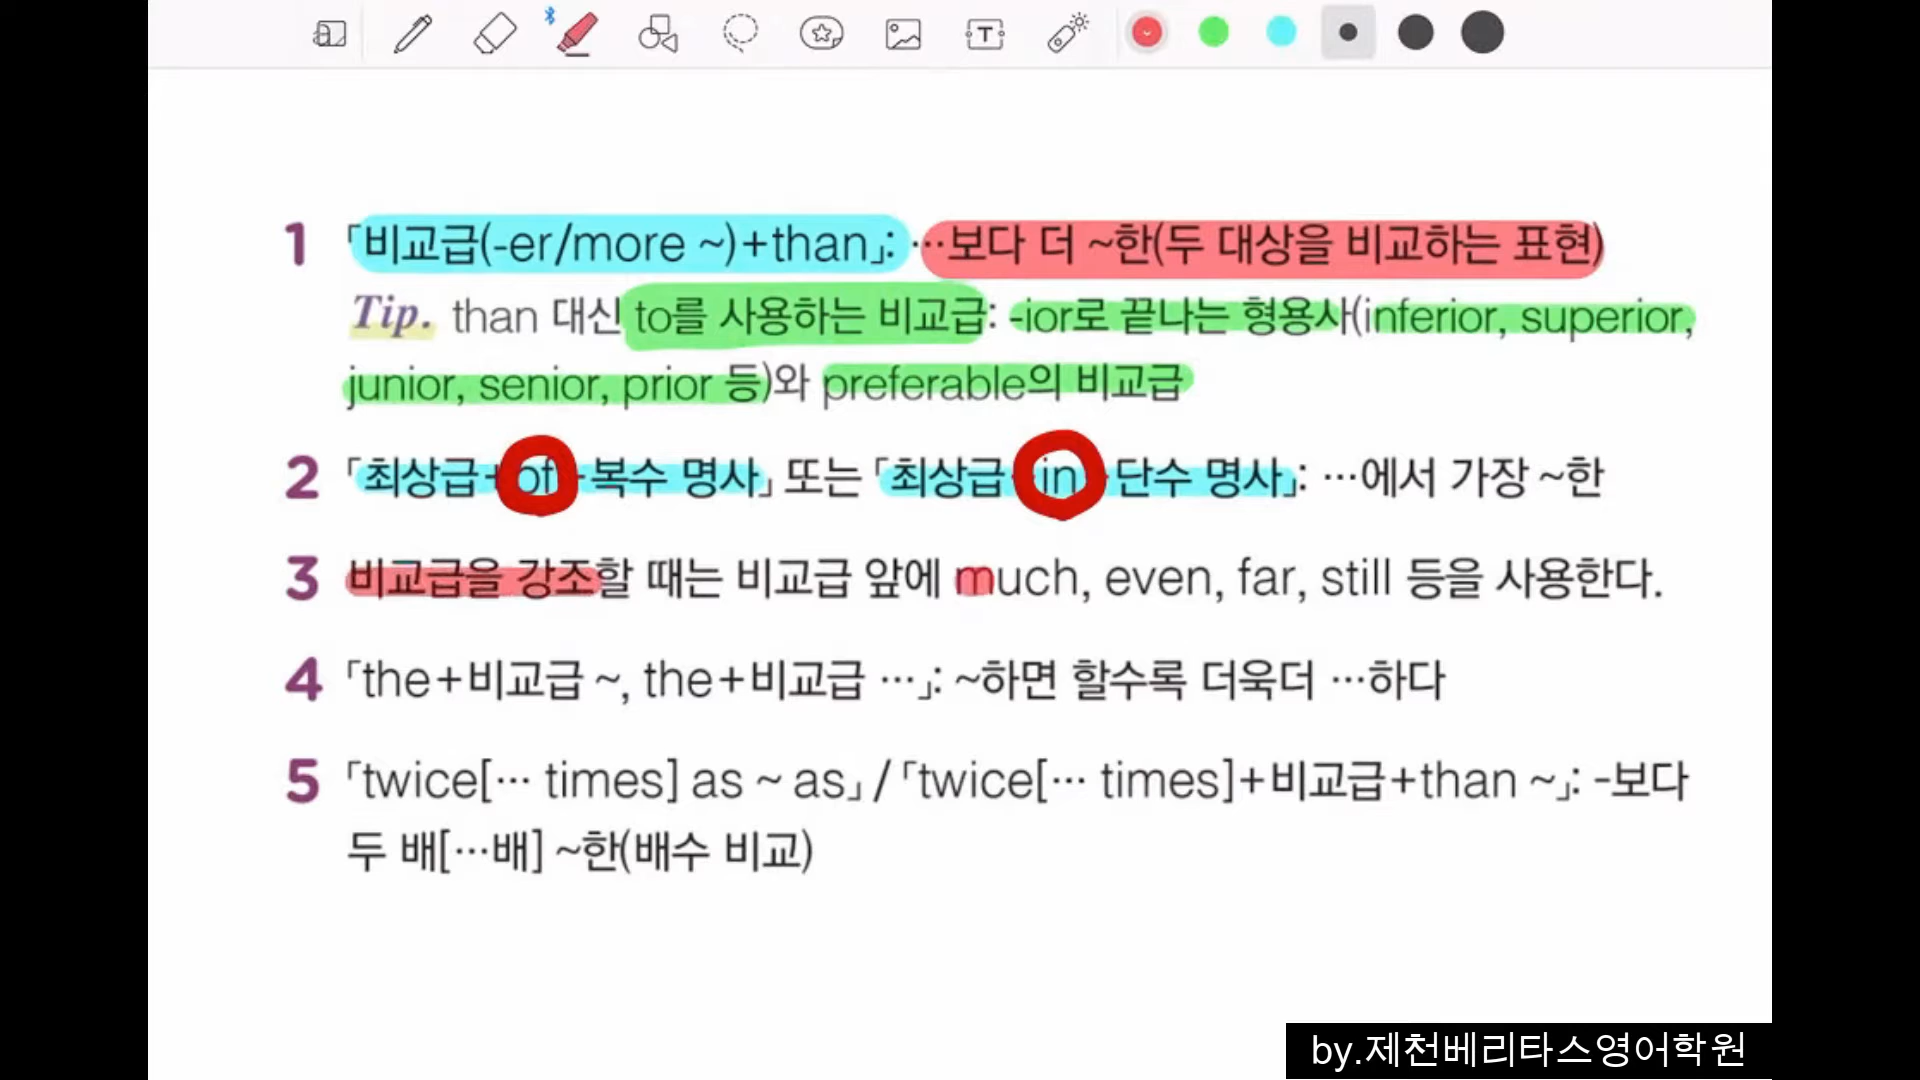 1 「비교급(-er/more ~)+than」: …보다 더 ~한(두 대상을 비교하는 표현)
Tip. than 대신 to를 사용하는 비교급: -ior로 끝나는 형용사(inferior, superior,
junior, senior, prior 등)와 preferable의 비교급
2 「최상급+of+복수 명사」 또는 「최상급+in+단수 명사」: …에서 가장 ~한
3 비교급을 강조할 때는 비교급 앞에 much, even, far, still 등을 사용한다.
4 「the+비교급 ~, the+비교급 …」: ~하면 할수록 더욱더 …하다
5 「twice[… times] as ~ as」 / 「twice[… times]+비교급+than ~」: -보다
두 배[…배] ~한(배수 비교)
by.제천베리타스영어학원